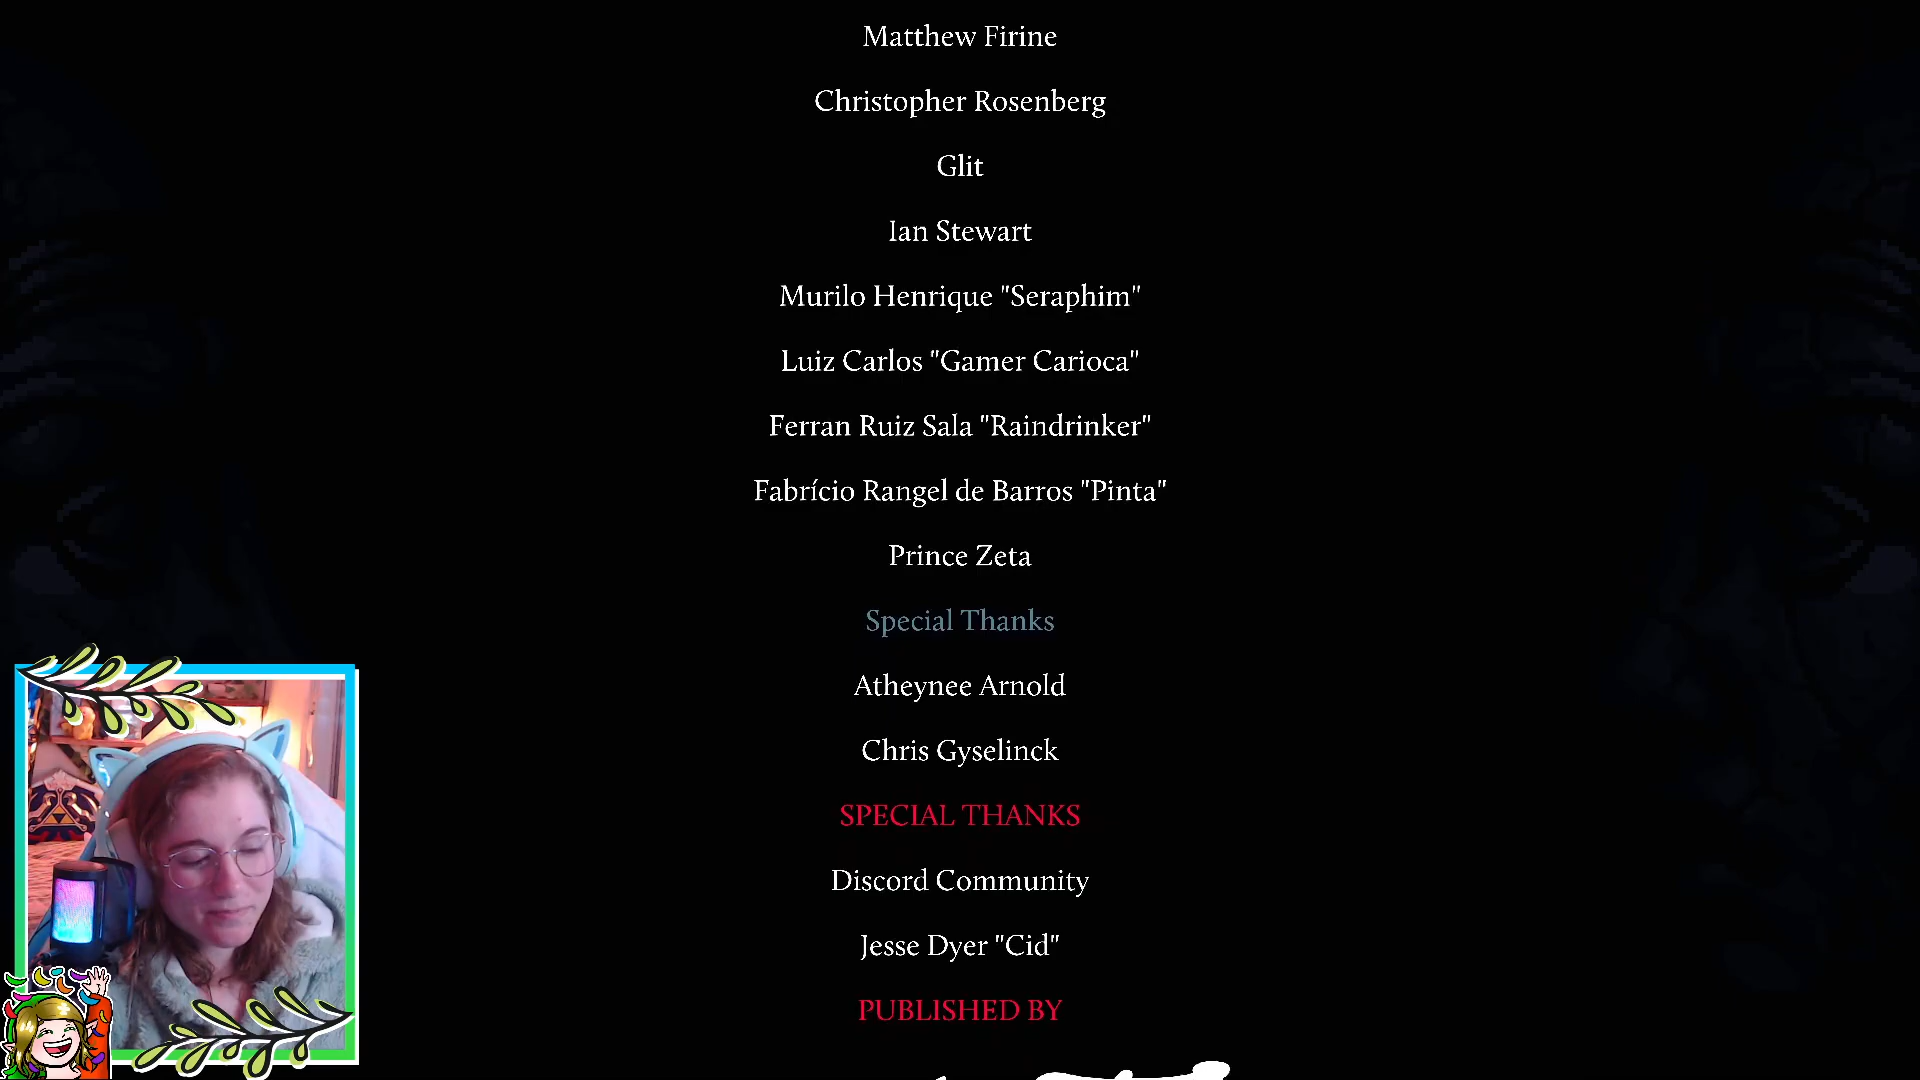 Matthew Firine
Christopher Rosenberg
Glit
Ian Stewart
Murilo Henrique "Seraphim"
Luiz Carlos "Gamer Carioca"
Ferran Ruiz Sala "Raindrinker"
Fabrício Rangel de Barros "Pinta"
Prince Zeta
Special Thanks
Atheynee Arnold
Chris Gyselinck
SPECIAL THANKS
Discord Community
Jesse Dyer "Cid"
PUBLISHED BY